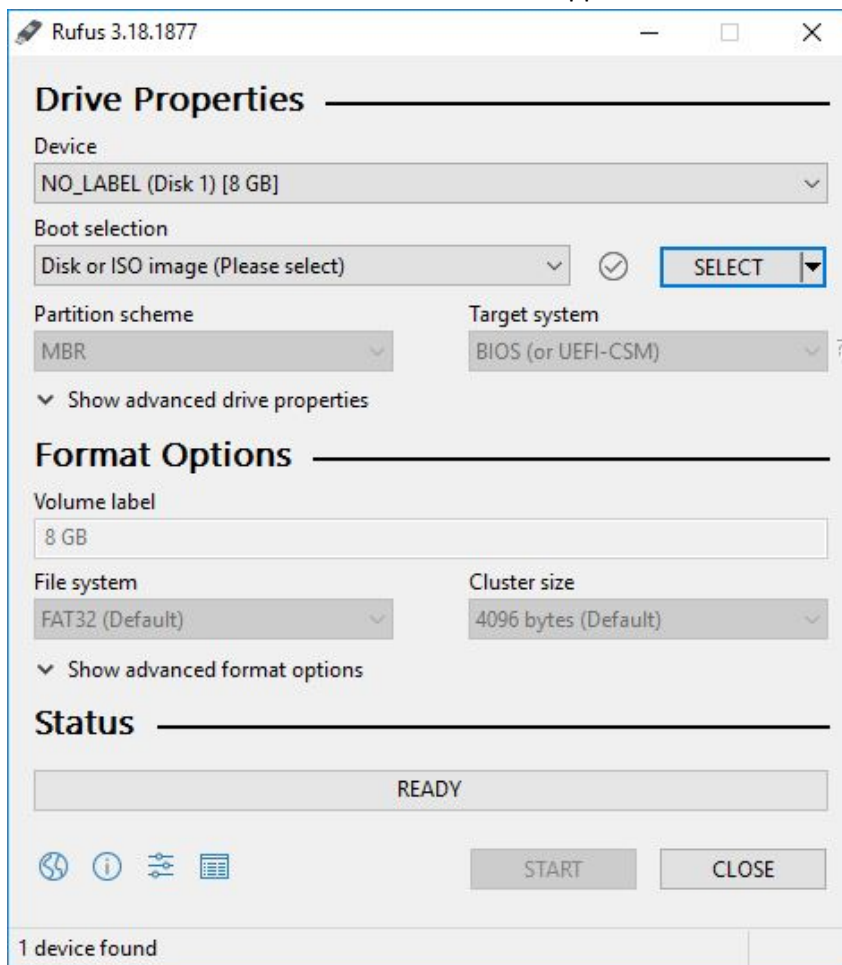 Rufus 3.18.1877
Drive Properties
Device
NO_LABEL (Disk 1) [8 GB]
Boot selection
Disk or ISO image (Please select)
SELECT
Partition scheme
Target system
MBR
BIOS (or UEFI-CSM)
Show advanced drive properties
Format Options
Volume label
8 GB
File system
Cluster size
FAT32 (Default)
4096 bytes (Default)
Show advanced format options
Status
READY
START
CLOSE
1 device found